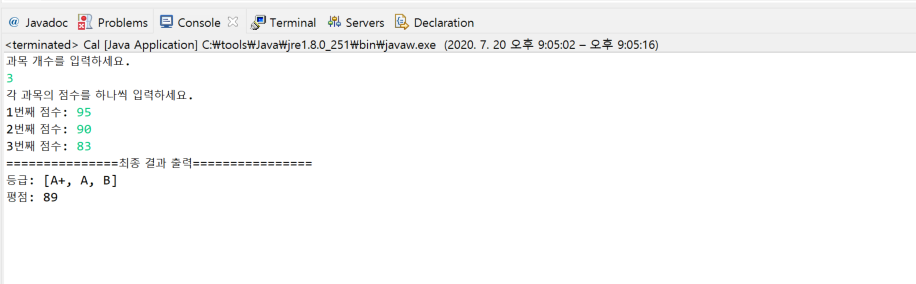 @ Javadoc Problems Console Terminal Servers Declaration
<terminated> Cal [Java Application] C:₩tools₩Java₩jre1.8.0_251₩bin₩javaw.exe (2020. 7. 20 오후 9:05:02 – 오후 9:05:16)
과목 개수를 입력하세요.
3
각 과목의 점수를 하나씩 입력하세요.
1번째 점수: 95
2번째 점수: 90
3번째 점수: 83
===============최종 결과 출력================
등급: [A+, A, B]
평점: 89